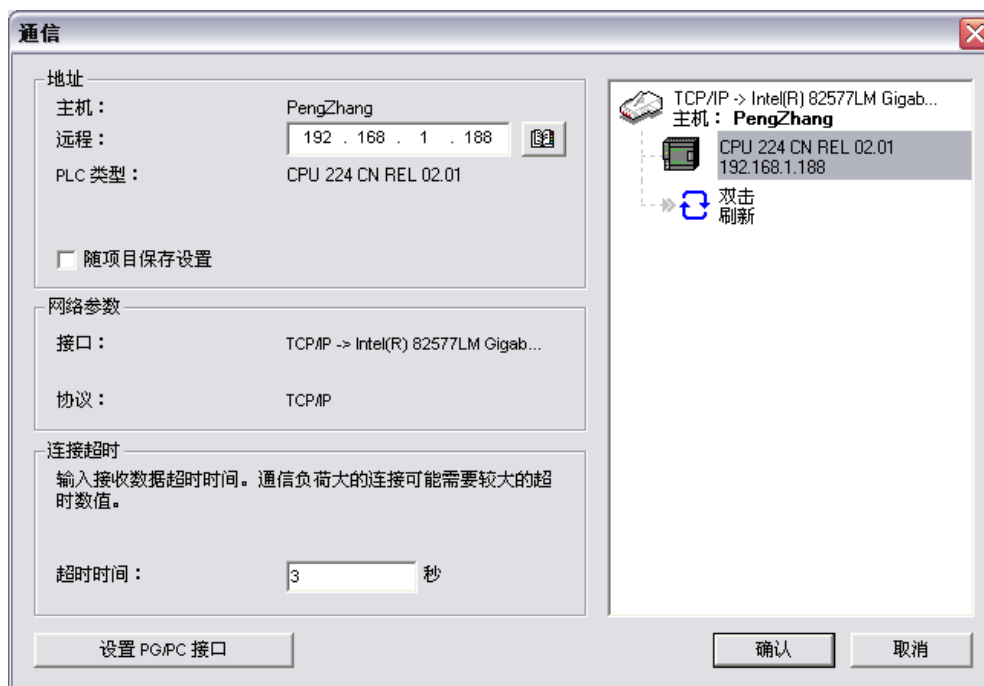 通信
地址
主机： PengZhang
远程： 192 . 168 . 1 . 188
PLC 类型： CPU 224 CN REL 02.01
随项目保存设置
网络参数
接口： TCP/IP -> Intel(R) 82577LM Gigab...
协议： TCP/IP
连接超时
输入接收数据超时时间。通信负荷大的连接可能需要较大的超
时数值。
超时时间： 3 秒
设置 PG/PC 接口
TCP/IP -> Intel(R) 82577LM Gigab...
主机： PengZhang
CPU 224 CN REL 02.01
192.168.1.188
双击
刷新
确认 取消